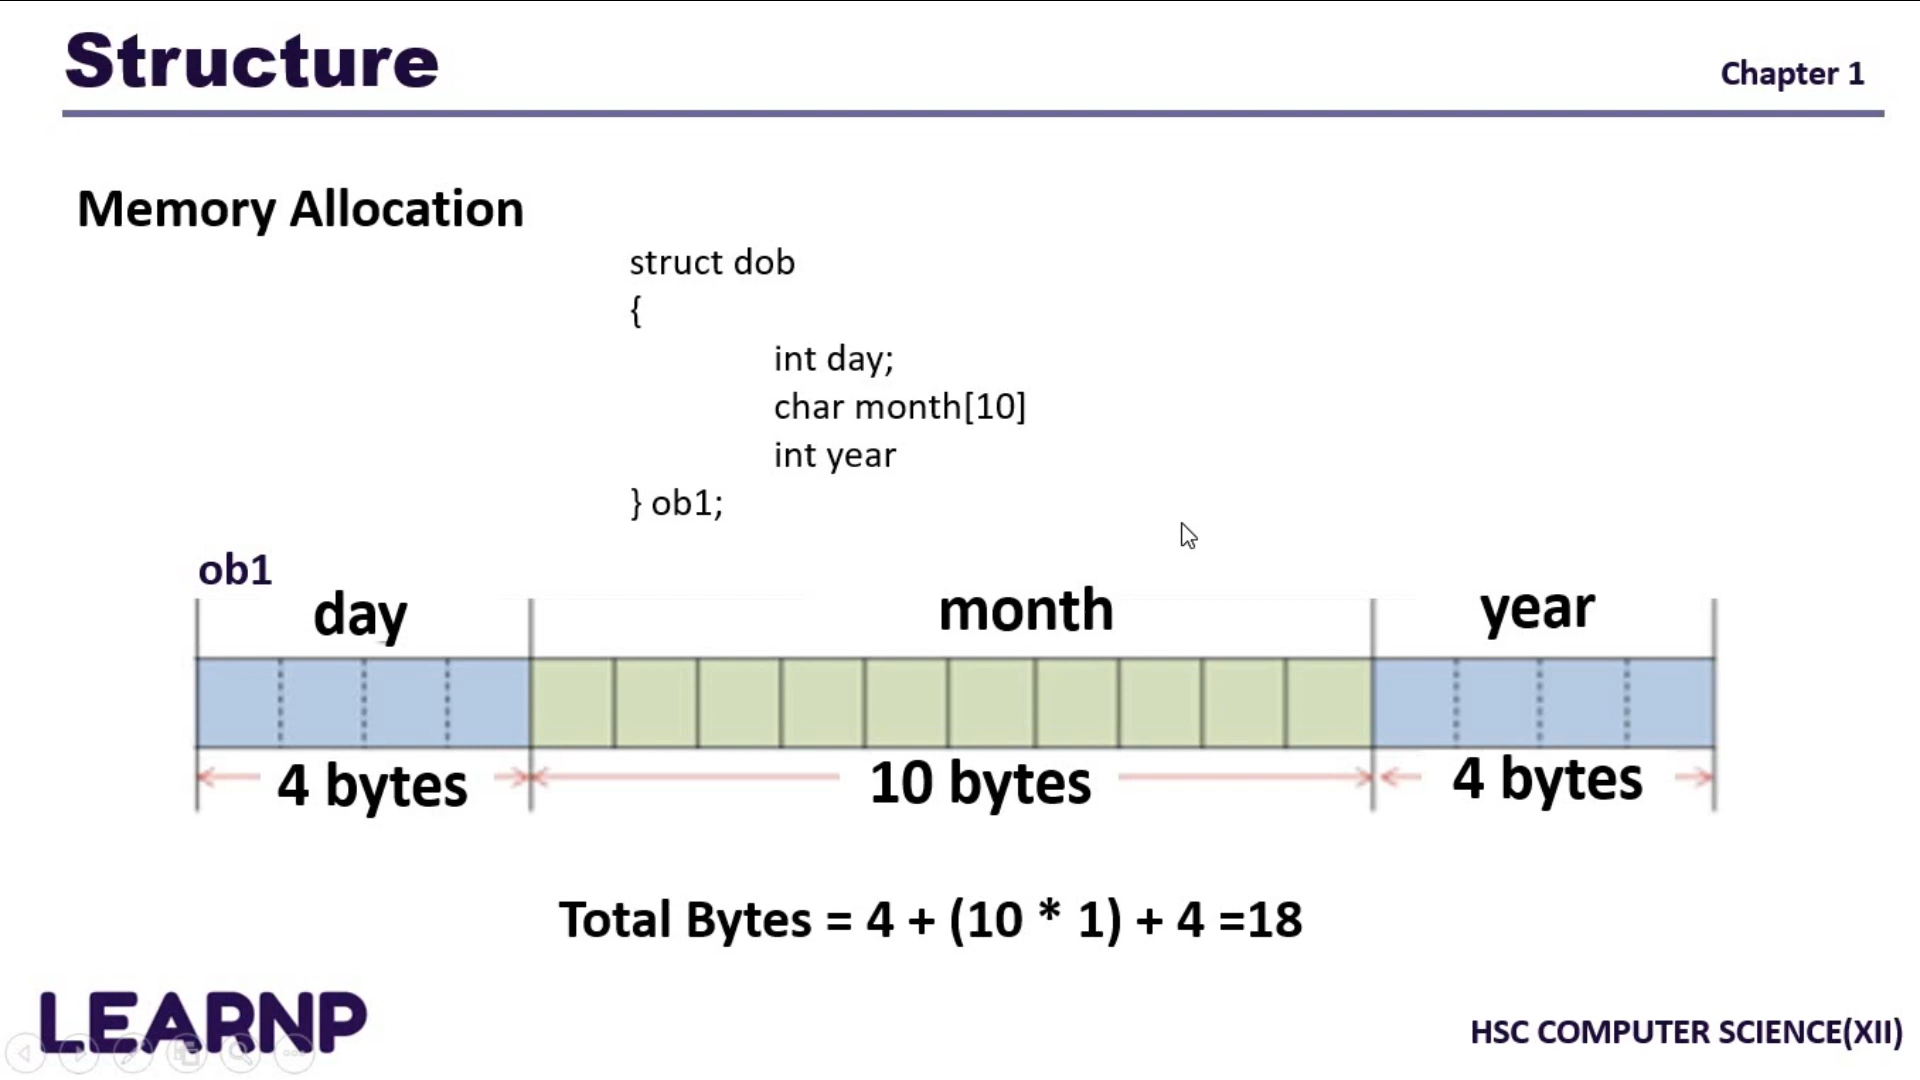 Structure
Chapter 1
Memory Allocation
struct dob
{
int day;
char month[10]
int year
} ob1;
ob1
day month year
4 bytes 10 bytes 4 bytes
Total Bytes = 4 + (10 * 1) + 4 =18
LEARNP
HSC COMPUTER SCIENCE(XII)